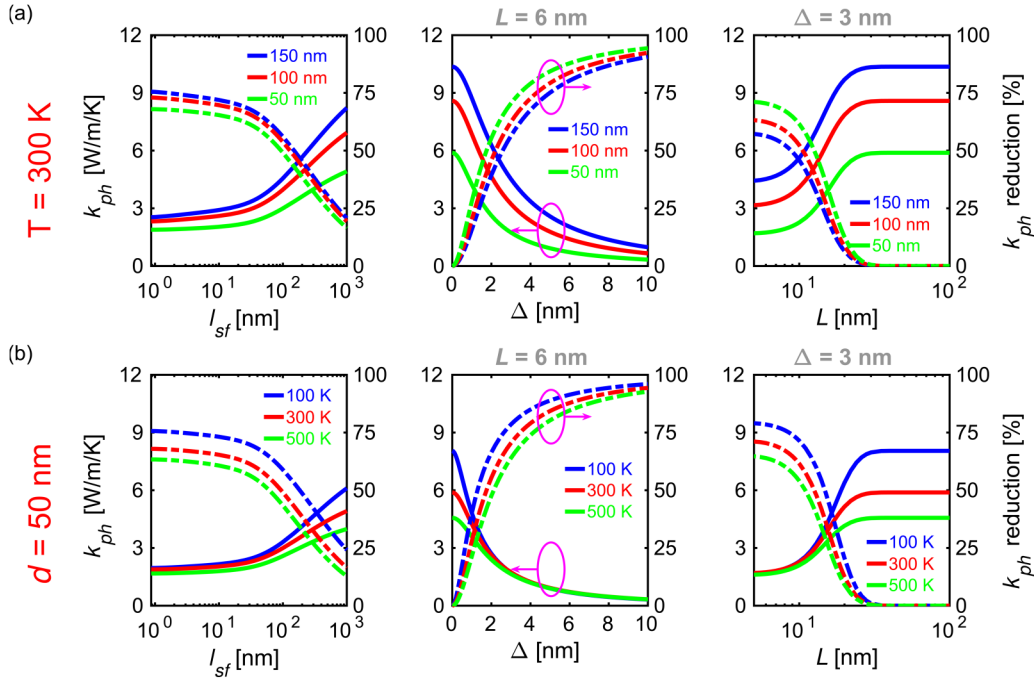 (a)
T = 300 K
L = 6 nm
Δ = 3 nm
12
9
6
3
0
k_ph [W/m/K]
150 nm
100 nm
50 nm
100
75
50
25
0
10^0
10^1
10^2
10^3
l_sf [nm]
12
9
6
3
0
150 nm
100 nm
50 nm
100
75
50
25
0
0
2
4
6
8
10
Δ [nm]
12
9
6
3
0
150 nm
100 nm
50 nm
100
75
50
25
0
k_ph reduction [%]
10^1
10^2
L [nm]
(b)
d = 50 nm
L = 6 nm
Δ = 3 nm
12
9
6
3
0
k_ph [W/m/K]
100 K
300 K
500 K
100
75
50
25
0
10^0
10^1
10^2
10^3
l_sf [nm]
12
9
6
3
0
100 K
300 K
500 K
100
75
50
25
0
0
2
4
6
8
10
Δ [nm]
12
9
6
3
0
100 K
300 K
500 K
100
75
50
25
0
k_ph reduction [%]
10^1
10^2
L [nm]